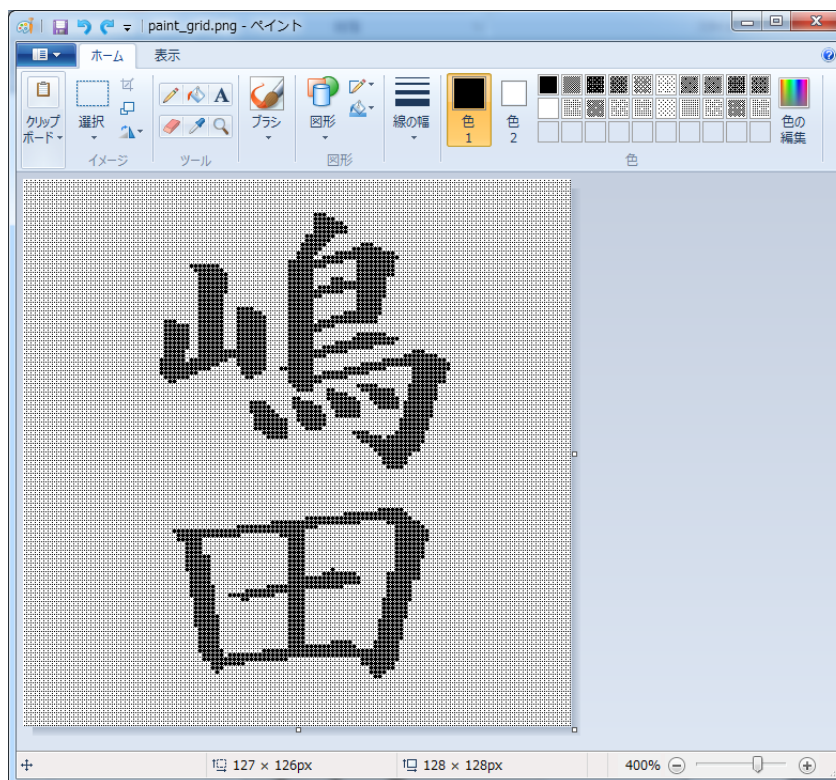 paint_grid.png - ペイント
ホーム 表示
クリップボード 選択 ブラシ 図形 線の幅 色1 色2 色の編集
イメージ ツール 図形 色
嶋
田
127 × 126px 128 × 128px 400%